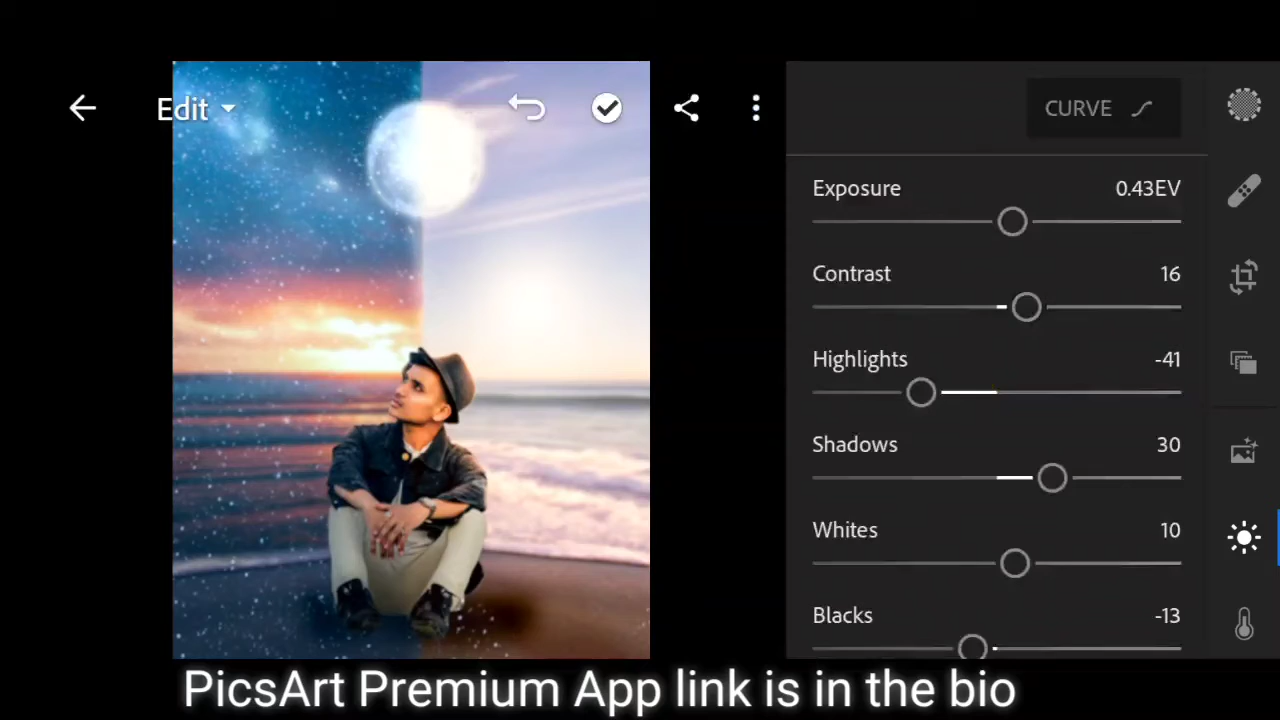 Edit
CURVE
Exposure 0.43EV
Contrast 16
Highlights -41
Shadows 30
Whites 10
Blacks -13
PicsArt Premium App link is in the bio